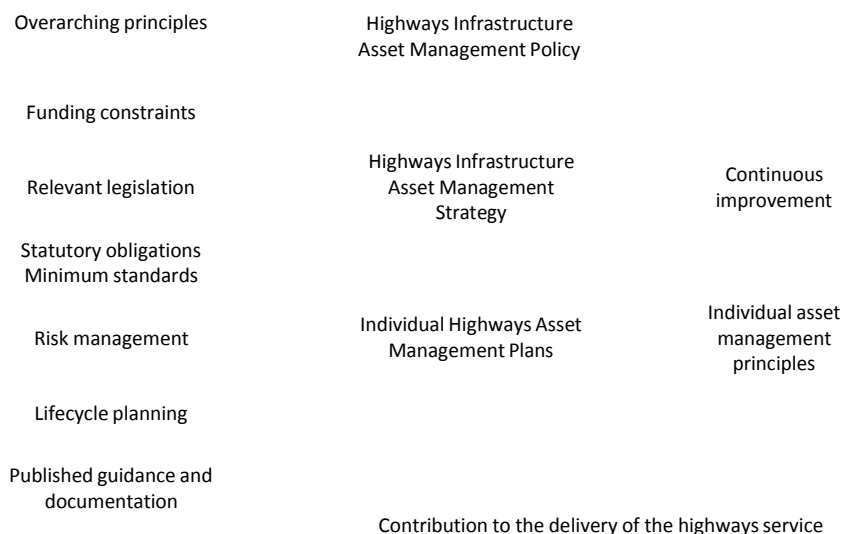 Overarching principles
Highways Infrastructure
Asset Management Policy
Funding constraints
Relevant legislation
Highways Infrastructure
Asset Management
Strategy
Continuous
improvement
Statutory obligations
Minimum standards
Risk management
Individual Highways Asset
Management Plans
Individual asset
management
principles
Lifecycle planning
Published guidance and
documentation
Contribution to the delivery of the highways service